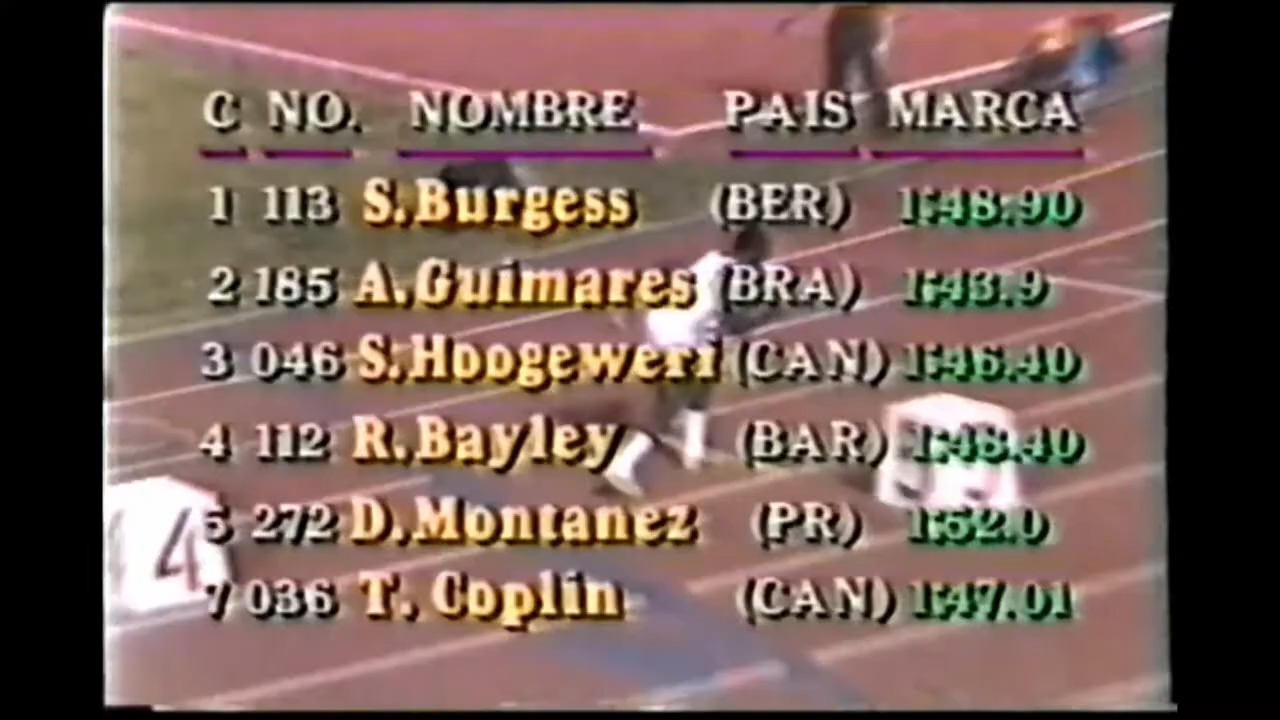 C NO. NOMBRE PAIS MARCA
1 113 S.Burgess (BER) 1:48.90
2 185 A.Guimares (BRA) 1:43.9
3 046 S.Hoogewerf (CAN) 1:46.40
4 112 R.Bayley (BAR) 1:48.40
5 272 D.Montanez (PR) 1:52.0
7 036 T. Coplin (CAN) 1:47.01
4